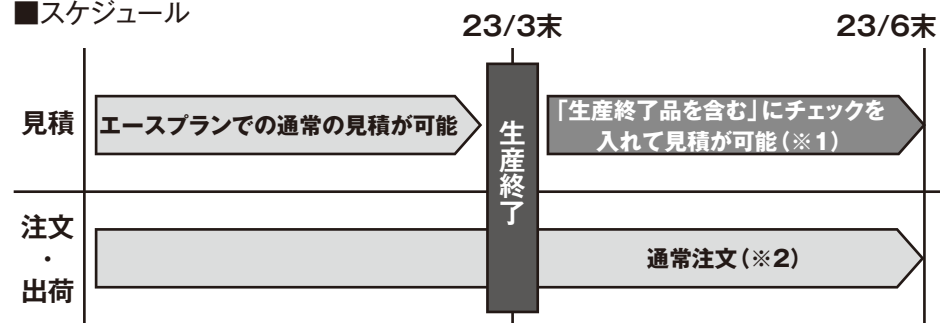 ■スケジュール
23/3末
23/6末
見積
エースプランでの通常の見積が可能
「生産終了品を含む」にチェックを
入れて見積が可能(※1)
生産終了
注文
・
出荷
通常注文(※2)